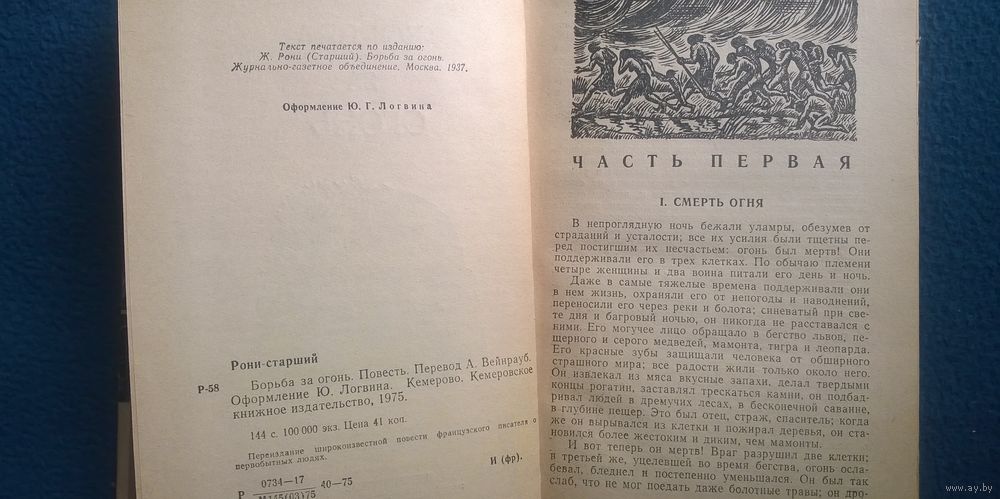 Текст печатается по изданию:
Ж. Рони (Старший). Борьба за огонь.
Журнально-газетное объединение. Москва. 1937.
Оформление Ю. Г. Логвина
Рони-старший
Р-58
Борьба за огонь. Повесть. Перевод А. Вейнрауб.
Оформление Ю. Логвина. Кемерово. Кемеровское
книжное издательство, 1975.
144 с. 100 000 экз. Цена 41 коп.
Переиздание широкоизвестной повести французского писателя о
первобытных людях.
Р 0734—17
М145(03)75 40—75
И (фр).
ЧАСТЬ ПЕРВАЯ
I. СМЕРТЬ ОГНЯ
В непроглядную ночь бежали уламры, обезумев от
страданий и усталости; все их усилия были тщетны пе-
ред постигшим их несчастьем: огонь был мертв! Они
поддерживали его в трех клетках. По обычаю племени
четыре женщины и два воина питали его день и ночь.
Даже в самые тяжелые времена поддерживали они
в нем жизнь, охраняли его от непогоды и наводнений,
переносили его через реки и болота; синеватый при све-
те дня и багровый ночью, он никогда не расставался с
ними. Его могучее лицо обращало в бегство львов, пе-
щерного и серого медведей, мамонта, тигра и леопарда.
Его красные зубы защищали человека от обширного
страшного мира; все радости жили только около него.
Он извлекал из мяса вкусные запахи, делал твердыми
концы рогатин, заставлял трескаться камни, он подбад-
ривал людей в дремучих лесах, в бесконечной саванне,
в глубине пещер. Это был отец, страж, спаситель; когда
же он вырывался из клетки и пожирал деревья, он ста-
новился более жестоким и диким, чем мамонты.
И вот теперь он мертв! Враг разрушил две клетки;
в третьей же, уцелевшей во время бегства, огонь осла-
бевал, бледнел и постепенно уменьшался. Он был так
слаб, что не мог поедать даже болотные травы; он дро-
www.ay.by